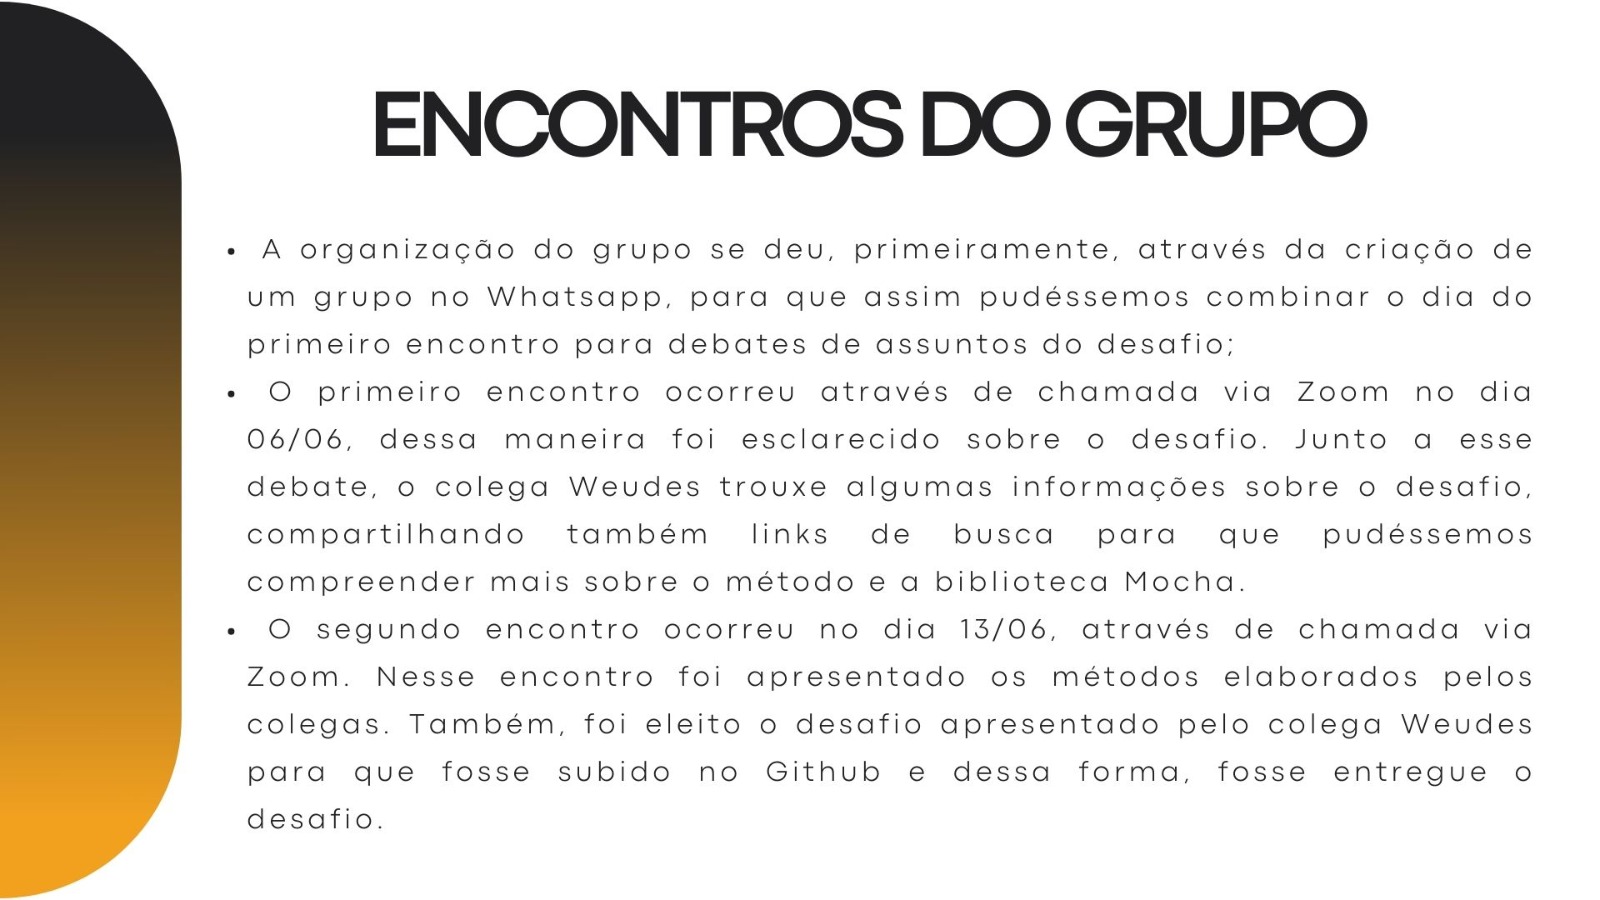 ENCONTROS DO GRUPO
• A organização do grupo se deu, primeiramente, através da criação de
um grupo no Whatsapp, para que assim pudéssemos combinar o dia do
primeiro encontro para debates de assuntos do desafio;
• O primeiro encontro ocorreu através de chamada via Zoom no dia
06/06, dessa maneira foi esclarecido sobre o desafio. Junto a esse
debate, o colega Weudes trouxe algumas informações sobre o desafio,
compartilhando também links de busca para que pudéssemos
compreender mais sobre o método e a biblioteca Mocha.
• O segundo encontro ocorreu no dia 13/06, através de chamada via
Zoom. Nesse encontro foi apresentado os métodos elaborados pelos
colegas. Também, foi eleito o desafio apresentado pelo colega Weudes
para que fosse subido no Github e dessa forma, fosse entregue o
desafio.